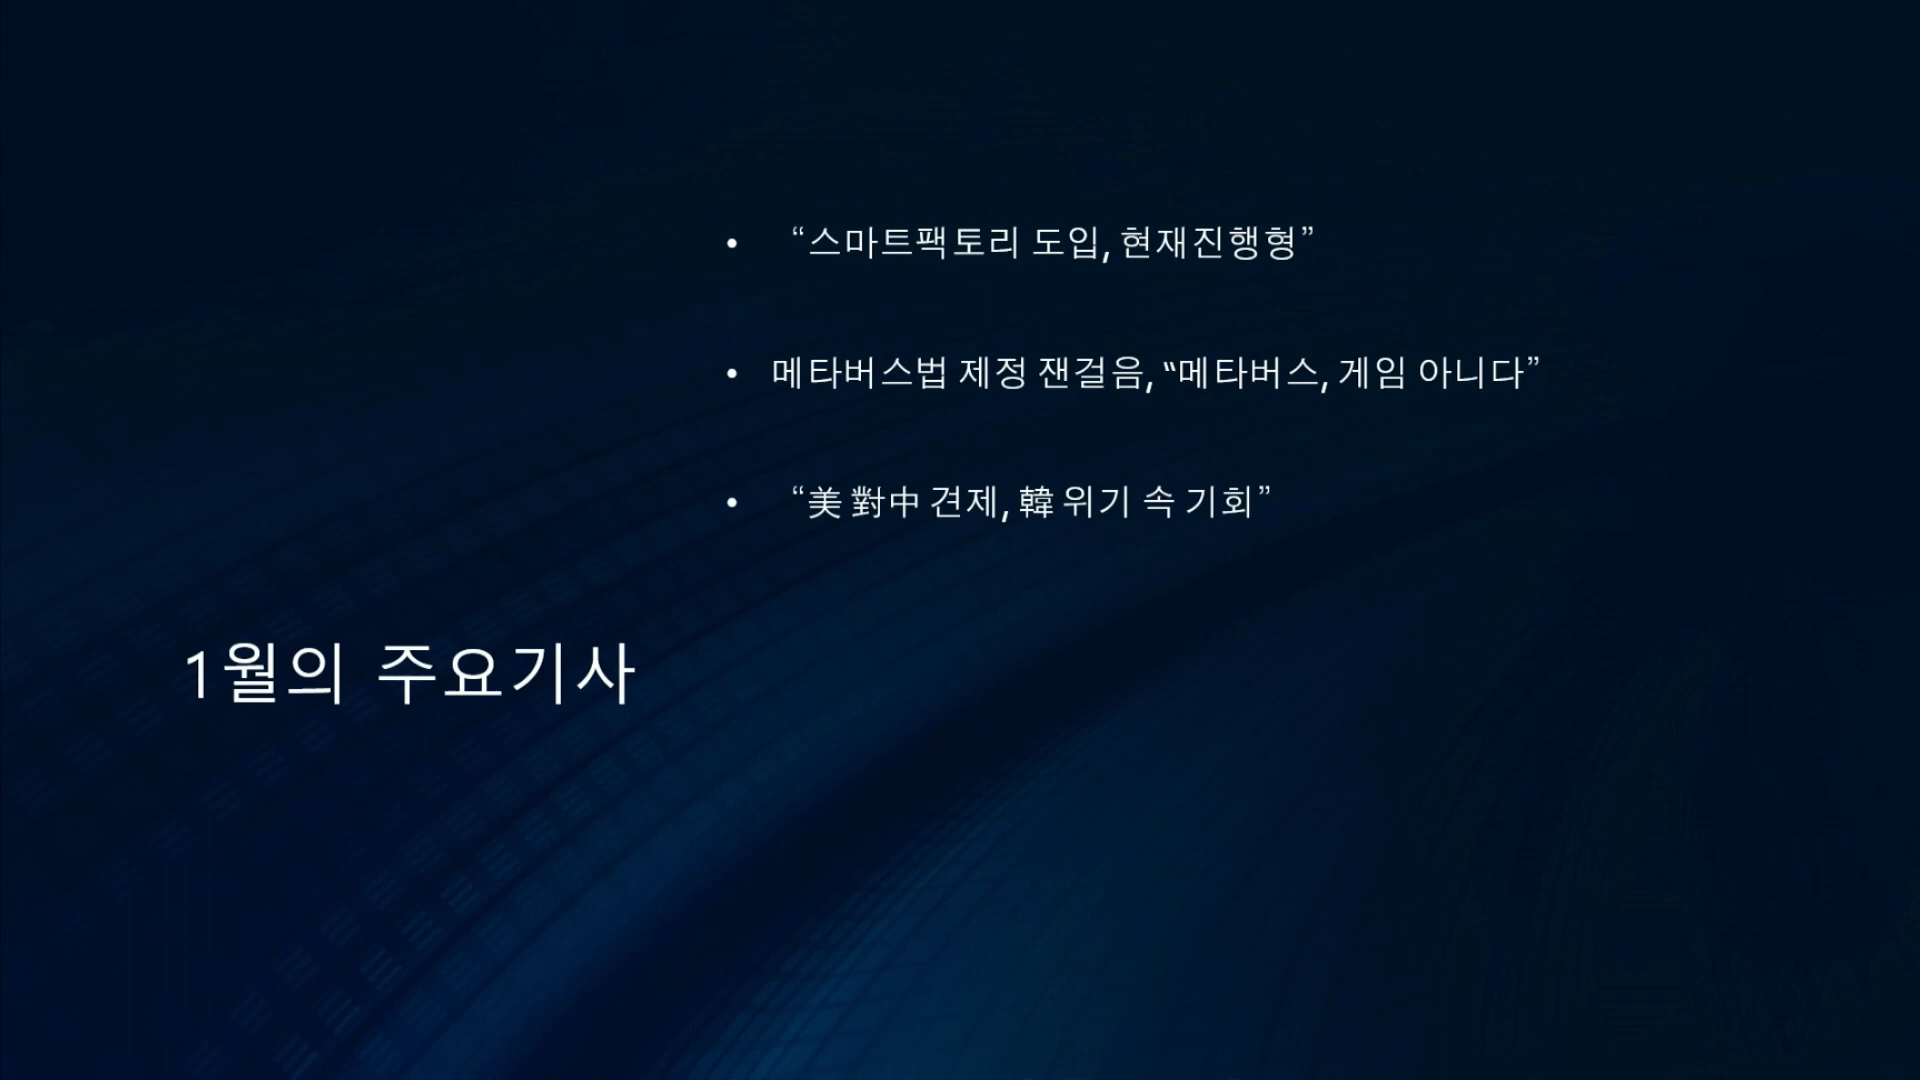 • “스마트팩토리 도입, 현재진행형”
• 메타버스법 제정 잰걸음, “메타버스, 게임 아니다”
• “美 對中 견제, 韓 위기 속 기회”
1월의 주요기사